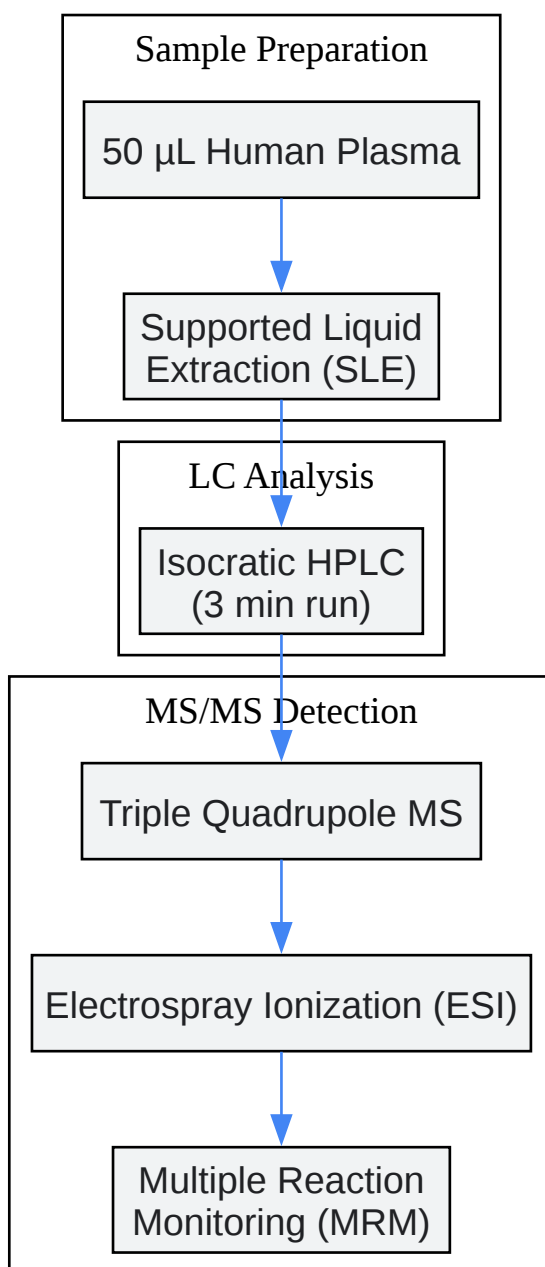 Sample Preparation
50 µL Human Plasma
Supported Liquid
Extraction (SLE)
LC Analysis
Isocratic HPLC
(3 min run)
MS/MS Detection
Triple Quadrupole MS
Electrospray Ionization (ESI)
Multiple Reaction
Monitoring (MRM)